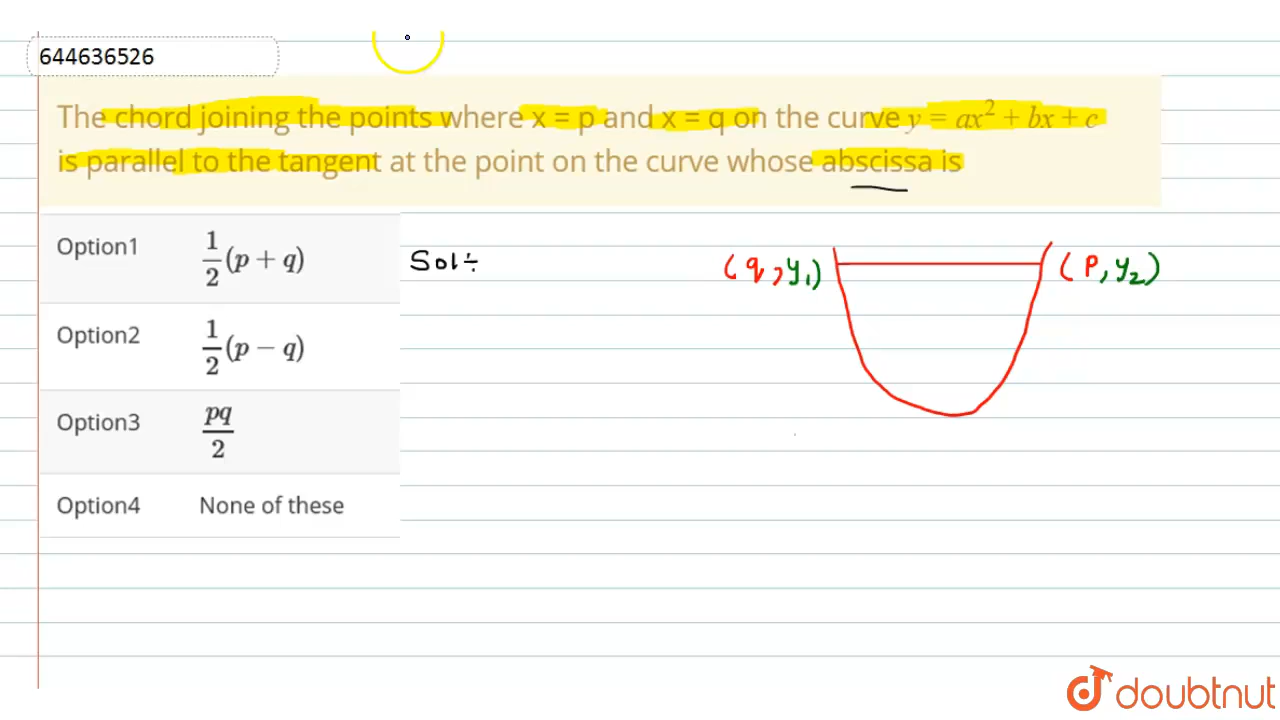 644636526
The chord joining the points where x = p and x = q on the curve y = ax² + bx + c
is parallel to the tangent at the point on the curve whose abscissa is
Option1 1/2 (p + q)
Option2 1/2 (p − q)
Option3 pq/2
Option4 None of these
Sol÷
(q, y₁)
(P, y₂)
doubtnut